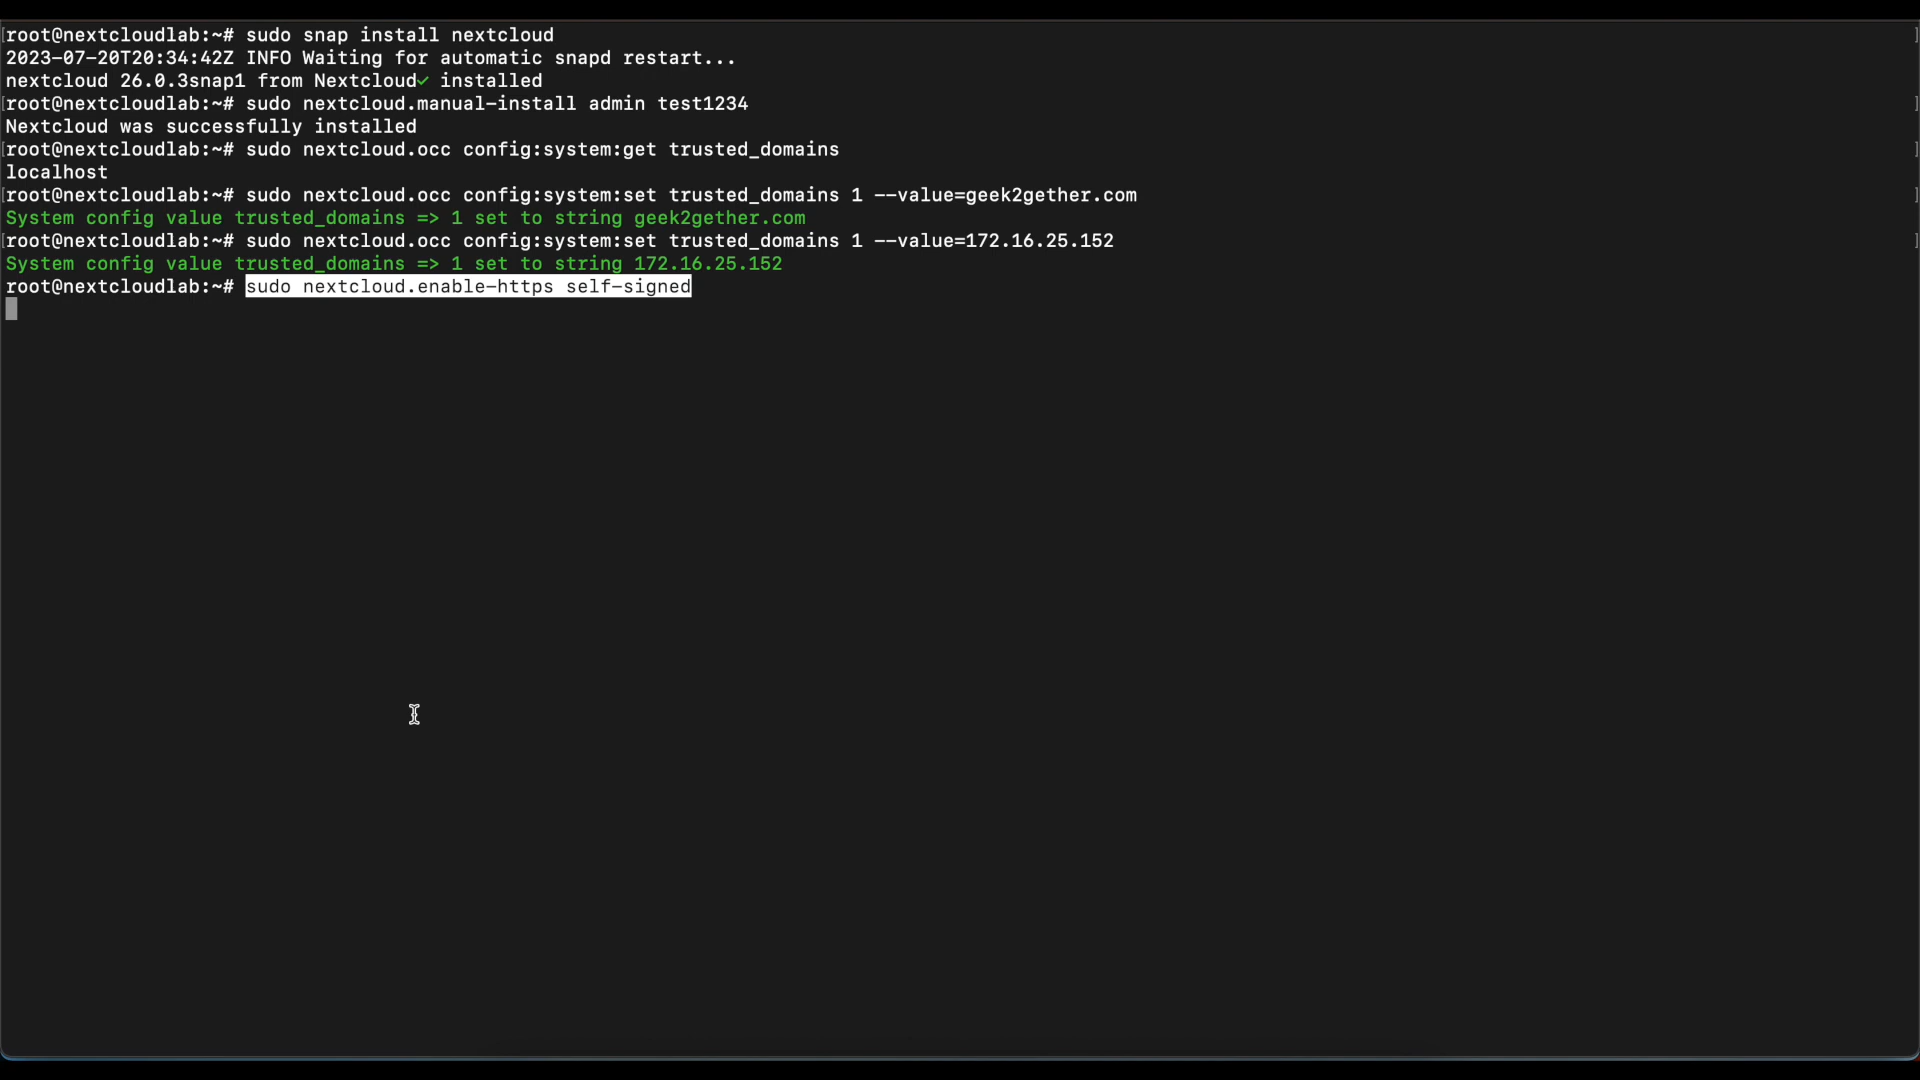 [root@nextcloudlab:~# sudo snap install nextcloud ]
2023-07-20T20:34:42Z INFO Waiting for automatic snapd restart...
nextcloud 26.0.3snap1 from Nextcloud✓ installed
[root@nextcloudlab:~# sudo nextcloud.manual-install admin test1234 ]
Nextcloud was successfully installed
[root@nextcloudlab:~# sudo nextcloud.occ config:system:get trusted_domains ]
localhost
[root@nextcloudlab:~# sudo nextcloud.occ config:system:set trusted_domains 1 --value=geek2gether.com ]
System config value trusted_domains => 1 set to string geek2gether.com
[root@nextcloudlab:~# sudo nextcloud.occ config:system:set trusted_domains 1 --value=172.16.25.152 ]
System config value trusted_domains => 1 set to string 172.16.25.152
root@nextcloudlab:~# sudo nextcloud.enable-https self-signed